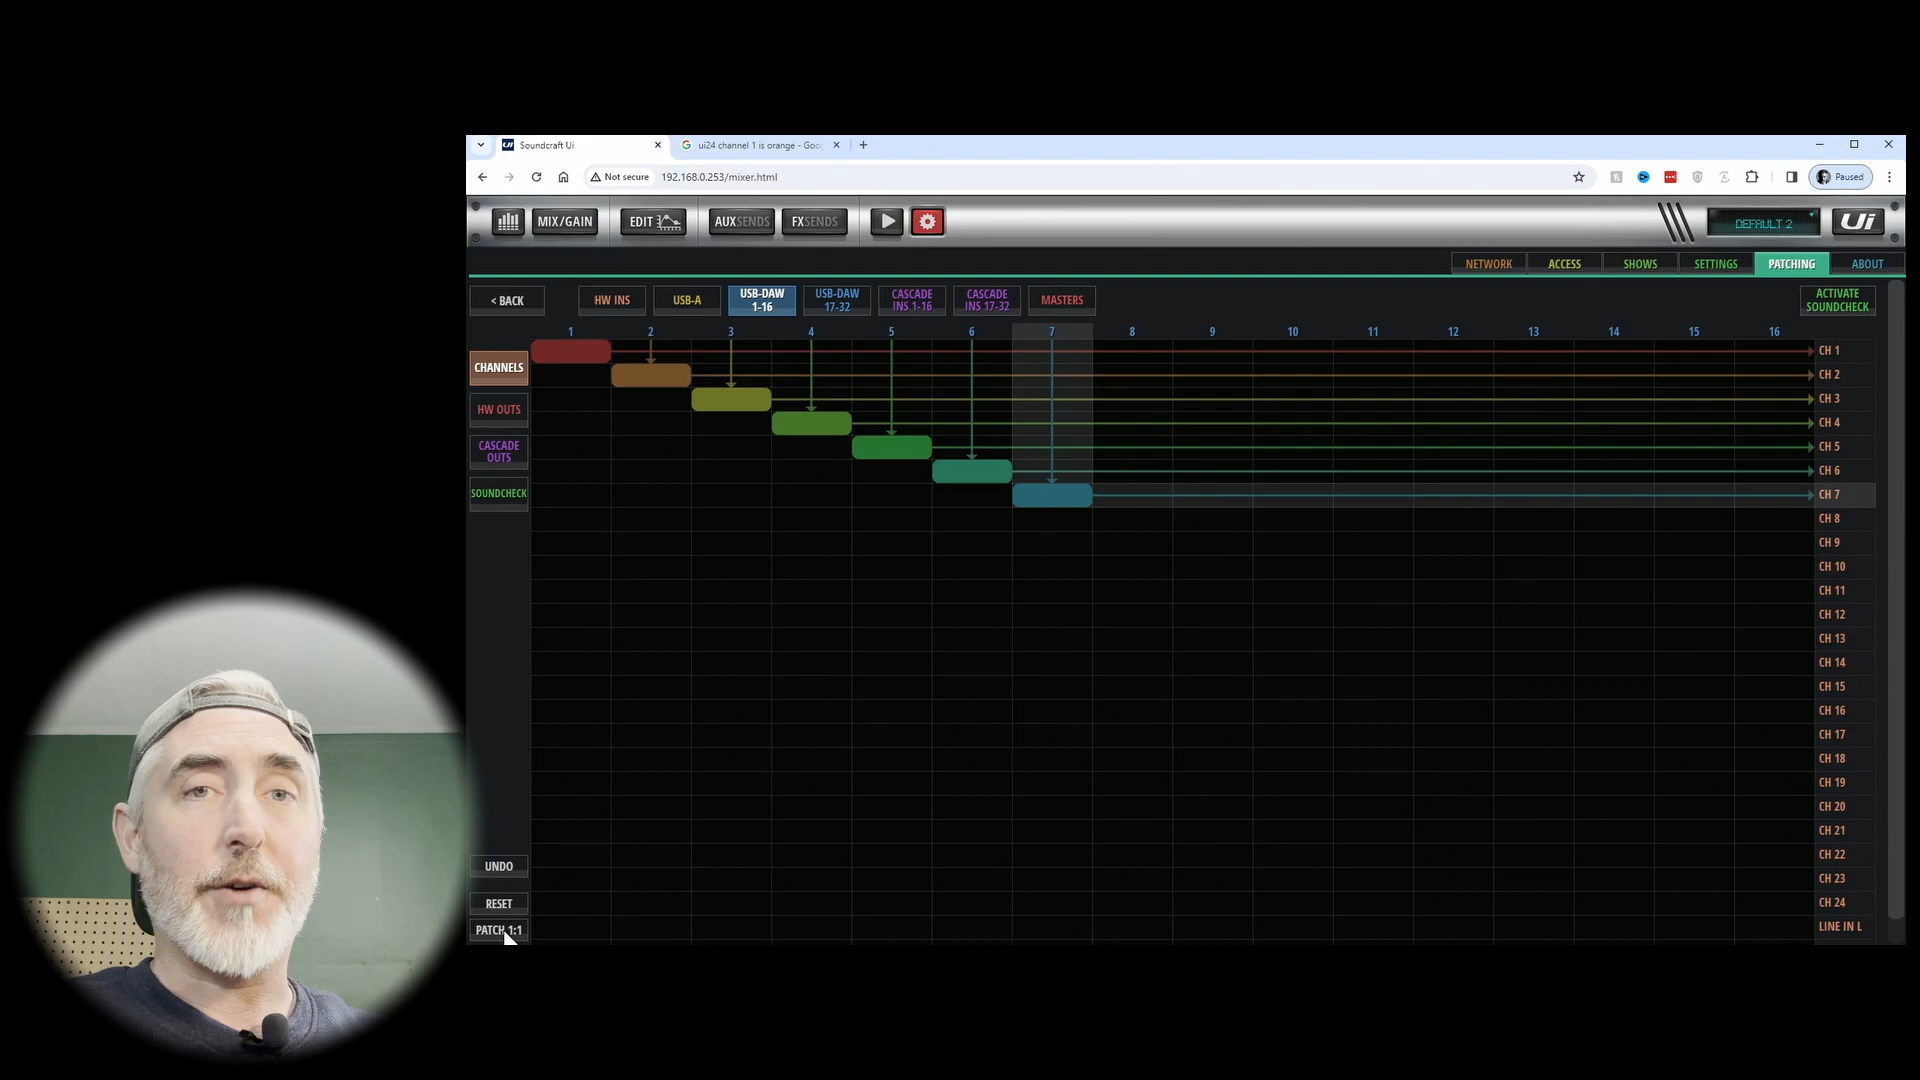 Soundcraft Ui
ui24 channel 1 is orange - Goo
Not secure
192.168.0.253/mixer.html
Paused
MIX/GAIN
EDIT
AUXSENDS
FXSENDS
DEFAULT 2
Ui
NETWORK
ACCESS
SHOWS
SETTINGS
PATCHING
ABOUT
< BACK
HW INS
USB-A
USB-DAW
1-16
USB-DAW
17-32
CASCADE
INS 1-16
CASCADE
INS 17-32
MASTERS
ACTIVATE
SOUNDCHECK
1 2 3 4 5 6 7 8 9 10 11 12 13 14 15 16
CHANNELS
HW OUTS
CASCADE
OUTS
SOUNDCHECK
UNDO
RESET
PATCH 1:1
CH 1
CH 2
CH 3
CH 4
CH 5
CH 6
CH 7
CH 8
CH 9
CH 10
CH 11
CH 12
CH 13
CH 14
CH 15
CH 16
CH 17
CH 18
CH 19
CH 20
CH 21
CH 22
CH 23
CH 24
LINE IN L